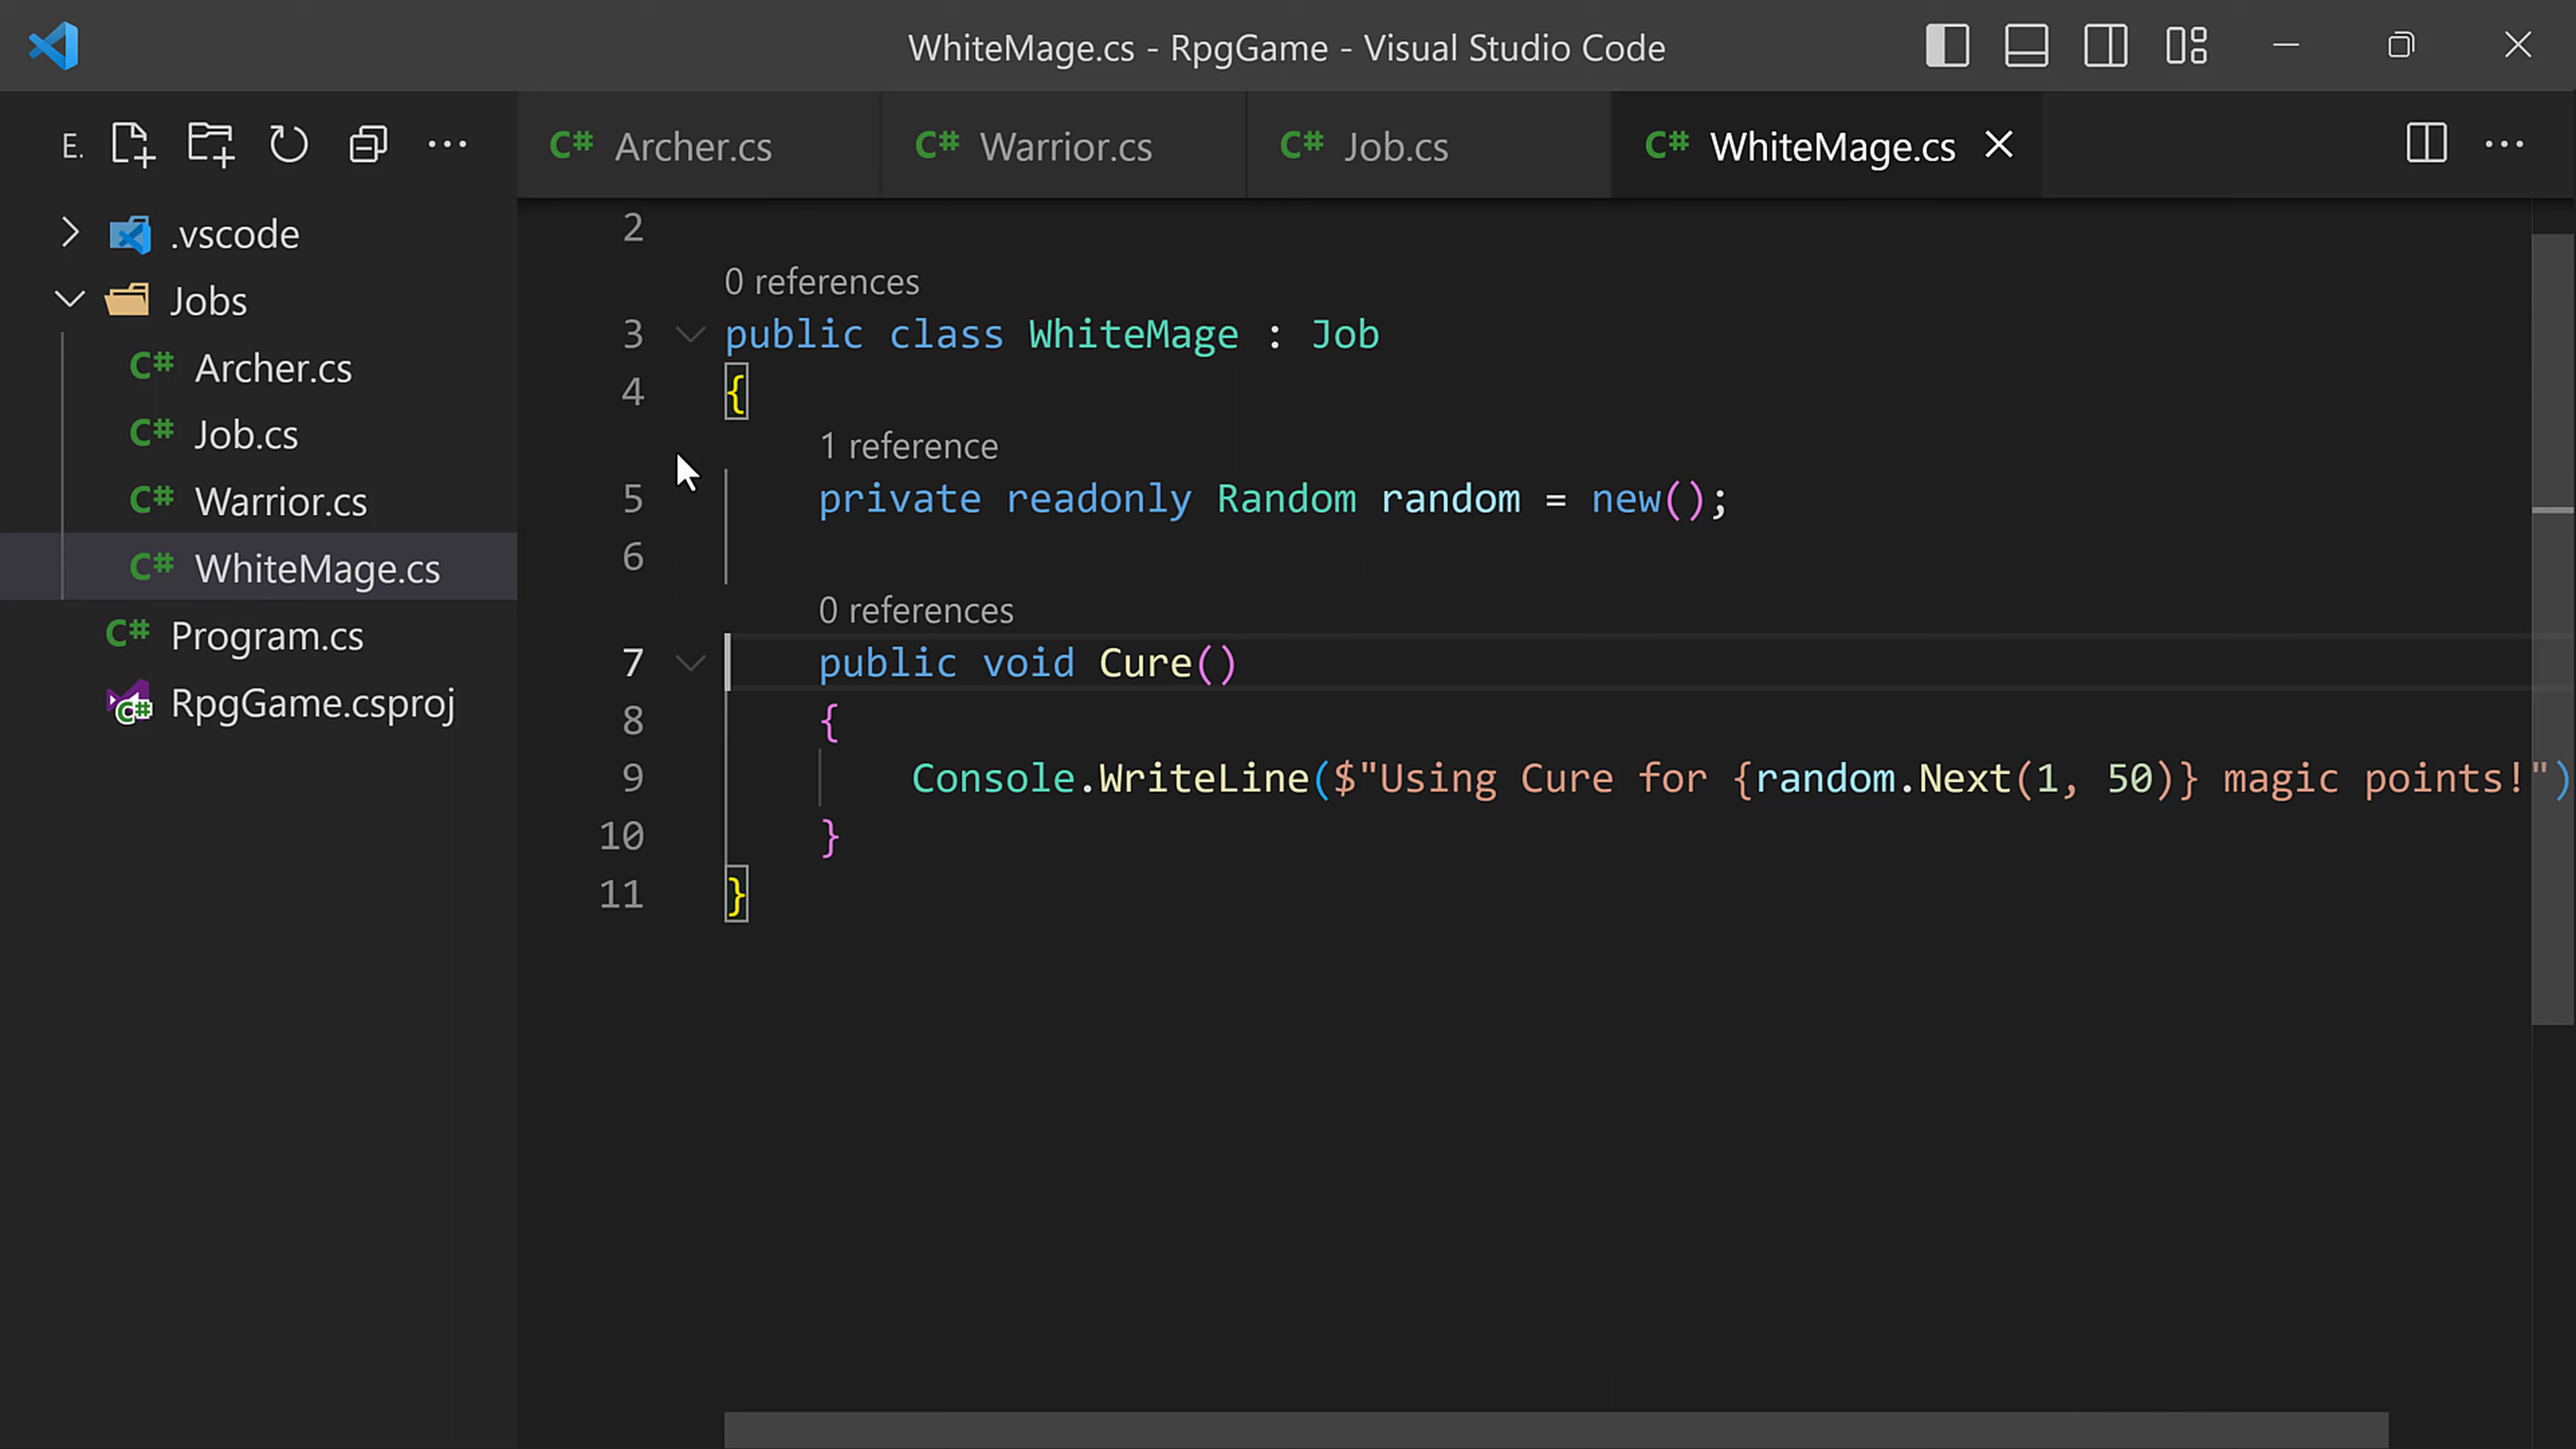 WhiteMage.cs - RpgGame - Visual Studio Code
E.
C# Archer.cs
C# Warrior.cs
C# Job.cs
C# WhiteMage.cs
.vscode
Jobs
C# Archer.cs
C# Job.cs
C# Warrior.cs
C# WhiteMage.cs
C# Program.cs
C# RpgGame.csproj
2
0 references
3 public class WhiteMage : Job
4 {
1 reference
5 private readonly Random random = new();
6
0 references
7 public void Cure()
8 {
9 Console.WriteLine($"Using Cure for {random.Next(1, 50)} magic points!")
10 }
11 }